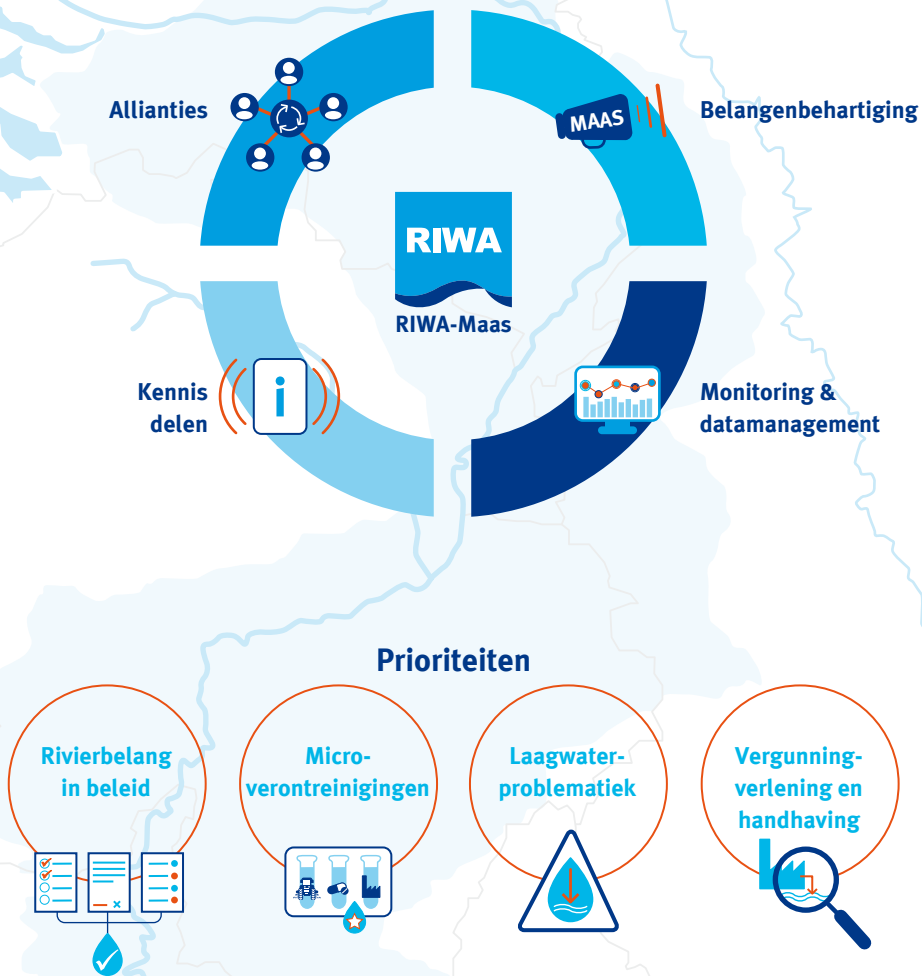 Allianties
MAAS
Belangenbehartiging
RIWA
RIWA-Maas
Kennis
delen
i
Monitoring &
datamanagement
Prioriteiten
Rivierbelang
in beleid
Micro-
verontreinigingen
Laagwater-
problematiek
Vergunning-
verlening en
handhaving